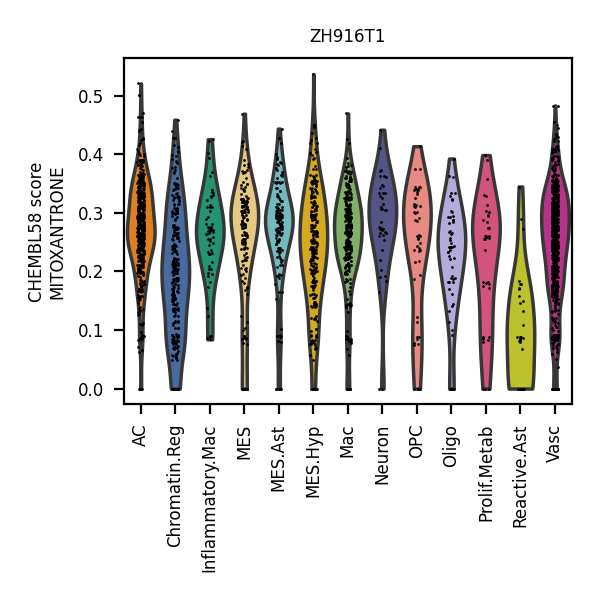 ZH916T1
CHEMBL58 score
MITOXANTRONE
0.5
0.4
0.3
0.2
0.1
0.0
AC
Chromatin.Reg
Inflammatory.Mac
MES
MES.Ast
MES.Hyp
Mac
Neuron
OPC
Oligo
Prolif.Metab
Reactive.Ast
Vasc